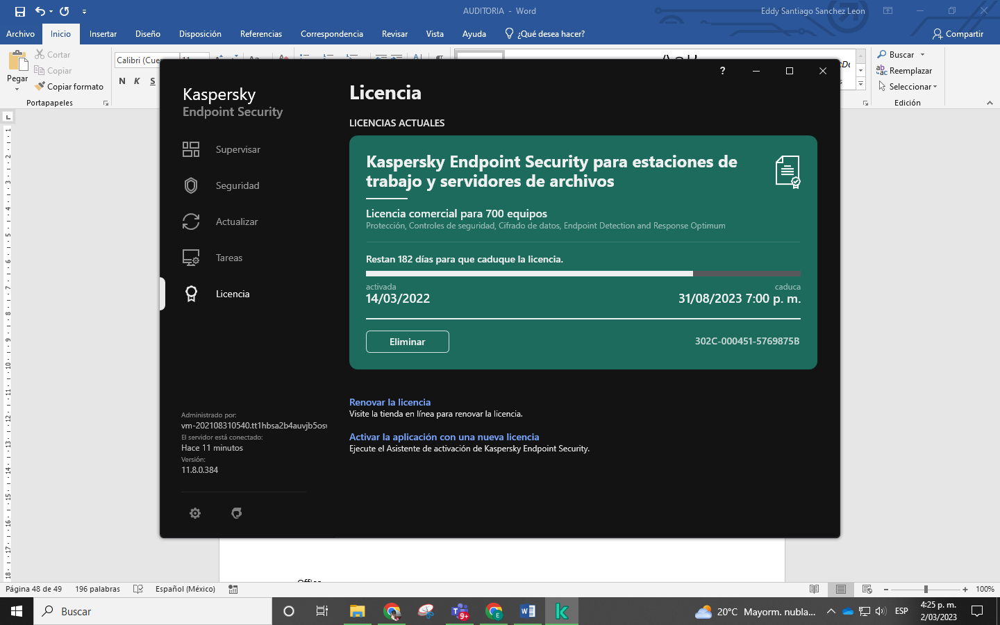 AUDITORIA - Word
Eddy Santiago Sanchez Leon
Archivo
Inicio
Insertar
Diseño
Disposición
Referencias
Correspondencia
Revisar
Vista
Ayuda
¿Qué desea hacer?
Compartir
Pegar
Cortar
Copiar
Copiar formato
Portapapeles
Calibri (Cue
11
N K S
Buscar
Reemplazar
Seleccionar
Edición
Kaspersky
Endpoint Security
Supervisar
Seguridad
Actualizar
Tareas
Licencia
Administrado por:
vm-202108310540.tt1hbsa2b4auvjb5osv
El servidor está conectado:
Hace 11 minutos
Versión:
11.8.0.384
?
Licencia
LICENCIAS ACTUALES
Kaspersky Endpoint Security para estaciones de
trabajo y servidores de archivos
Licencia comercial para 700 equipos
Protección, Controles de seguridad, Cifrado de datos, Endpoint Detection and Response Optimum
Restan 182 días para que caduque la licencia.
activada
caduca
14/03/2022
31/08/2023 7:00 p. m.
Eliminar
302C-000451-5769875B
Renovar la licencia
Visite la tienda en línea para renovar la licencia.
Activar la aplicación con una nueva licencia
Ejecute el Asistente de activación de Kaspersky Endpoint Security.
Página 48 de 49
196 palabras
Español (México)
100%
Buscar
9+
20°C Mayorm. nubla...
ESP
4:25 p. m.
2/03/2023